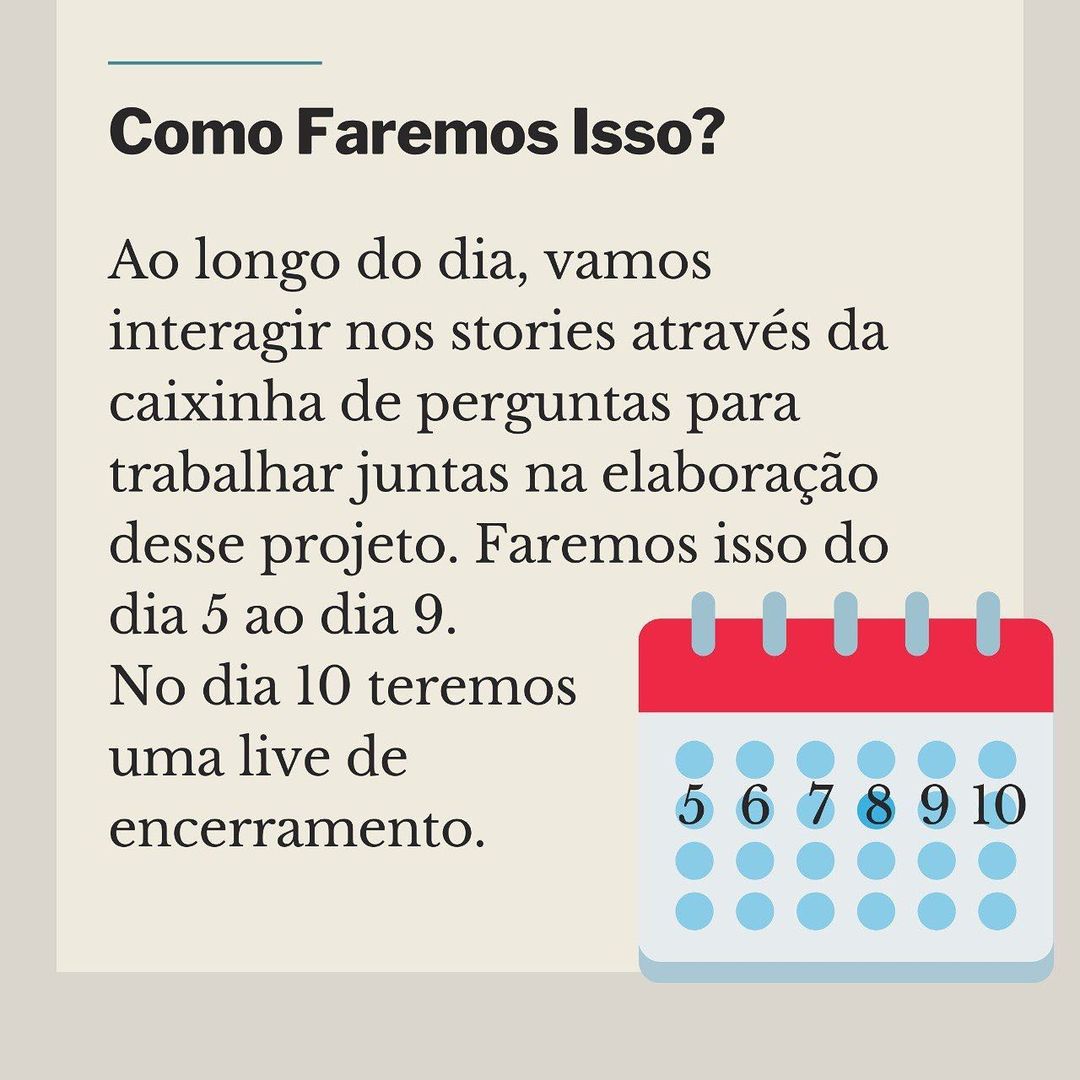 Como Faremos Isso?
Ao longo do dia, vamos
interagir nos stories através da
caixinha de perguntas para
trabalhar juntas na elaboração
desse projeto. Faremos isso do
dia 5 ao dia 9.
No dia 10 teremos
uma live de
encerramento.
5 6 7 8 9 10